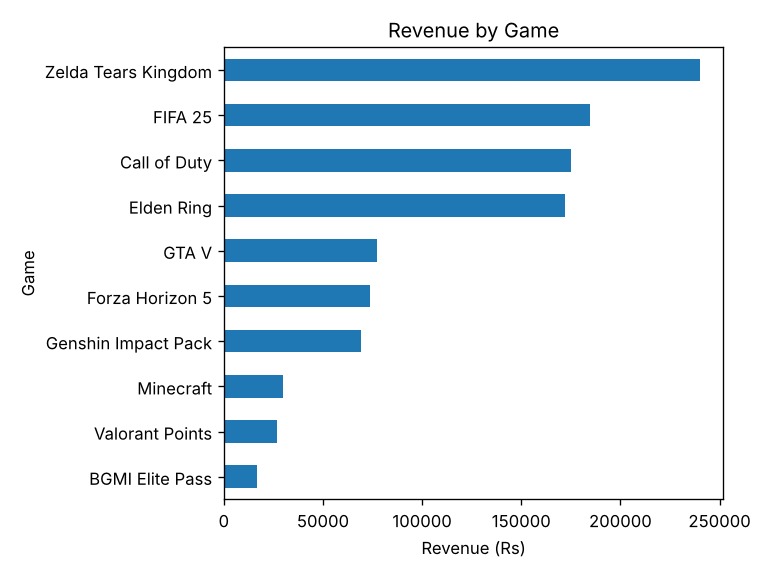 Revenue by Game
Zelda Tears Kingdom
FIFA 25
Call of Duty
Elden Ring
GTA V
Forza Horizon 5
Genshin Impact Pack
Minecraft
Valorant Points
BGMI Elite Pass
Game
0 50000 100000 150000 200000 250000
Revenue (Rs)